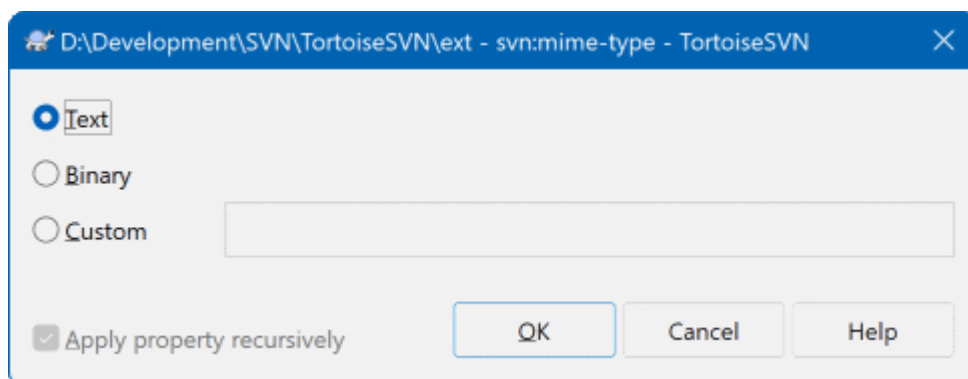 D:\Development\SVN\TortoiseSVN\ext - svn:mime-type - TortoiseSVN
Text
Binary
Custom
Apply property recursively
OK Cancel Help